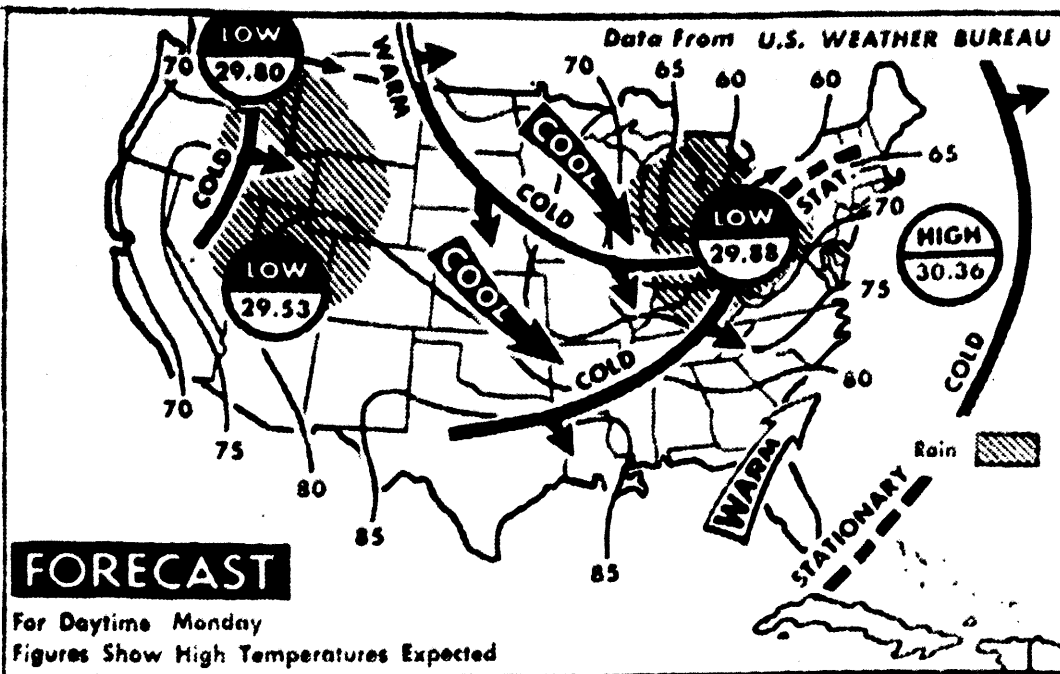 Data From U.S. WEATHER BUREAU
LOW
29.80
70
WARM
70
65
60
60
COOL
COLD
COLD
STAT.
65
70
LOW
29.88
HIGH
30.36
LOW
29.53
COOL
75
COLD
COLD
80
70
75
80
85
85
WARM
Rain
STATIONARY
FORECAST
For Daytime Monday
Figures Show High Temperatures Expected